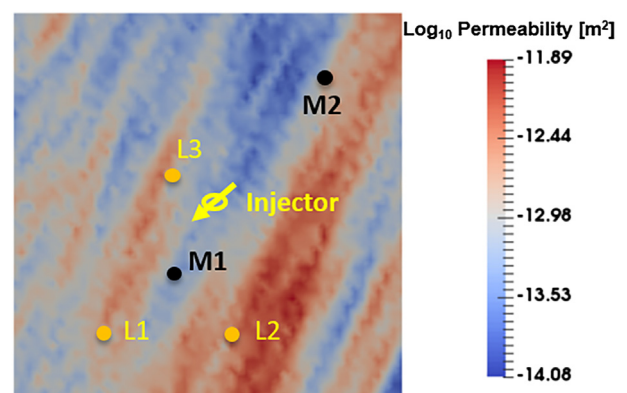 Log₁₀ Permeability [m²]
-11.89
M2
-12.44
L3
Injector
-12.98
M1
-13.53
L1
L2
-14.08